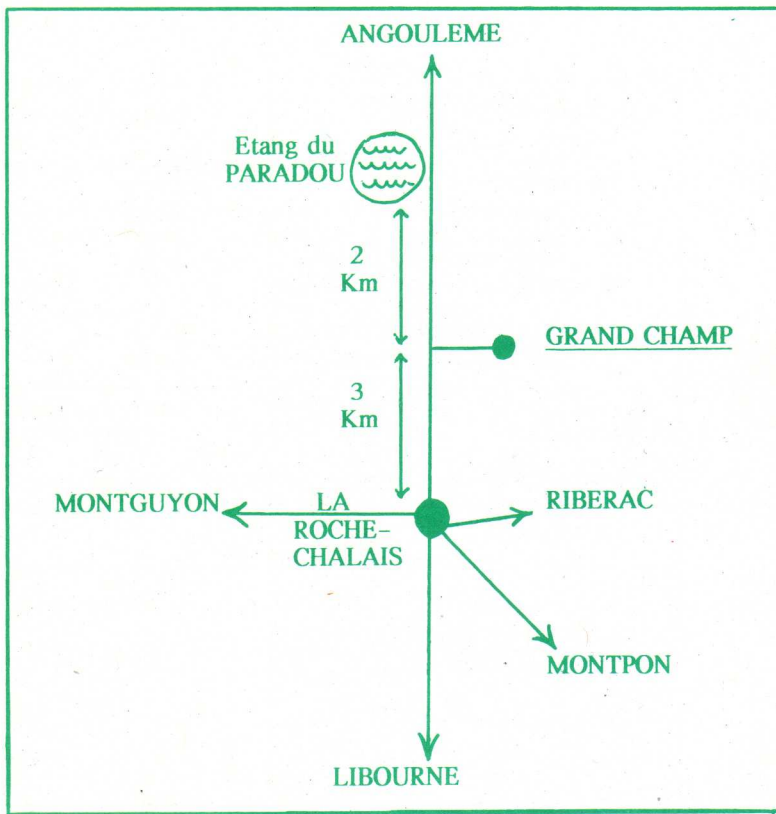 ANGOULEME
Etang du
PARADOU
2
Km
GRAND CHAMP
3
Km
MONTGUYON
LA
ROCHE-
CHALAIS
RIBERAC
MONTPON
LIBOURNE